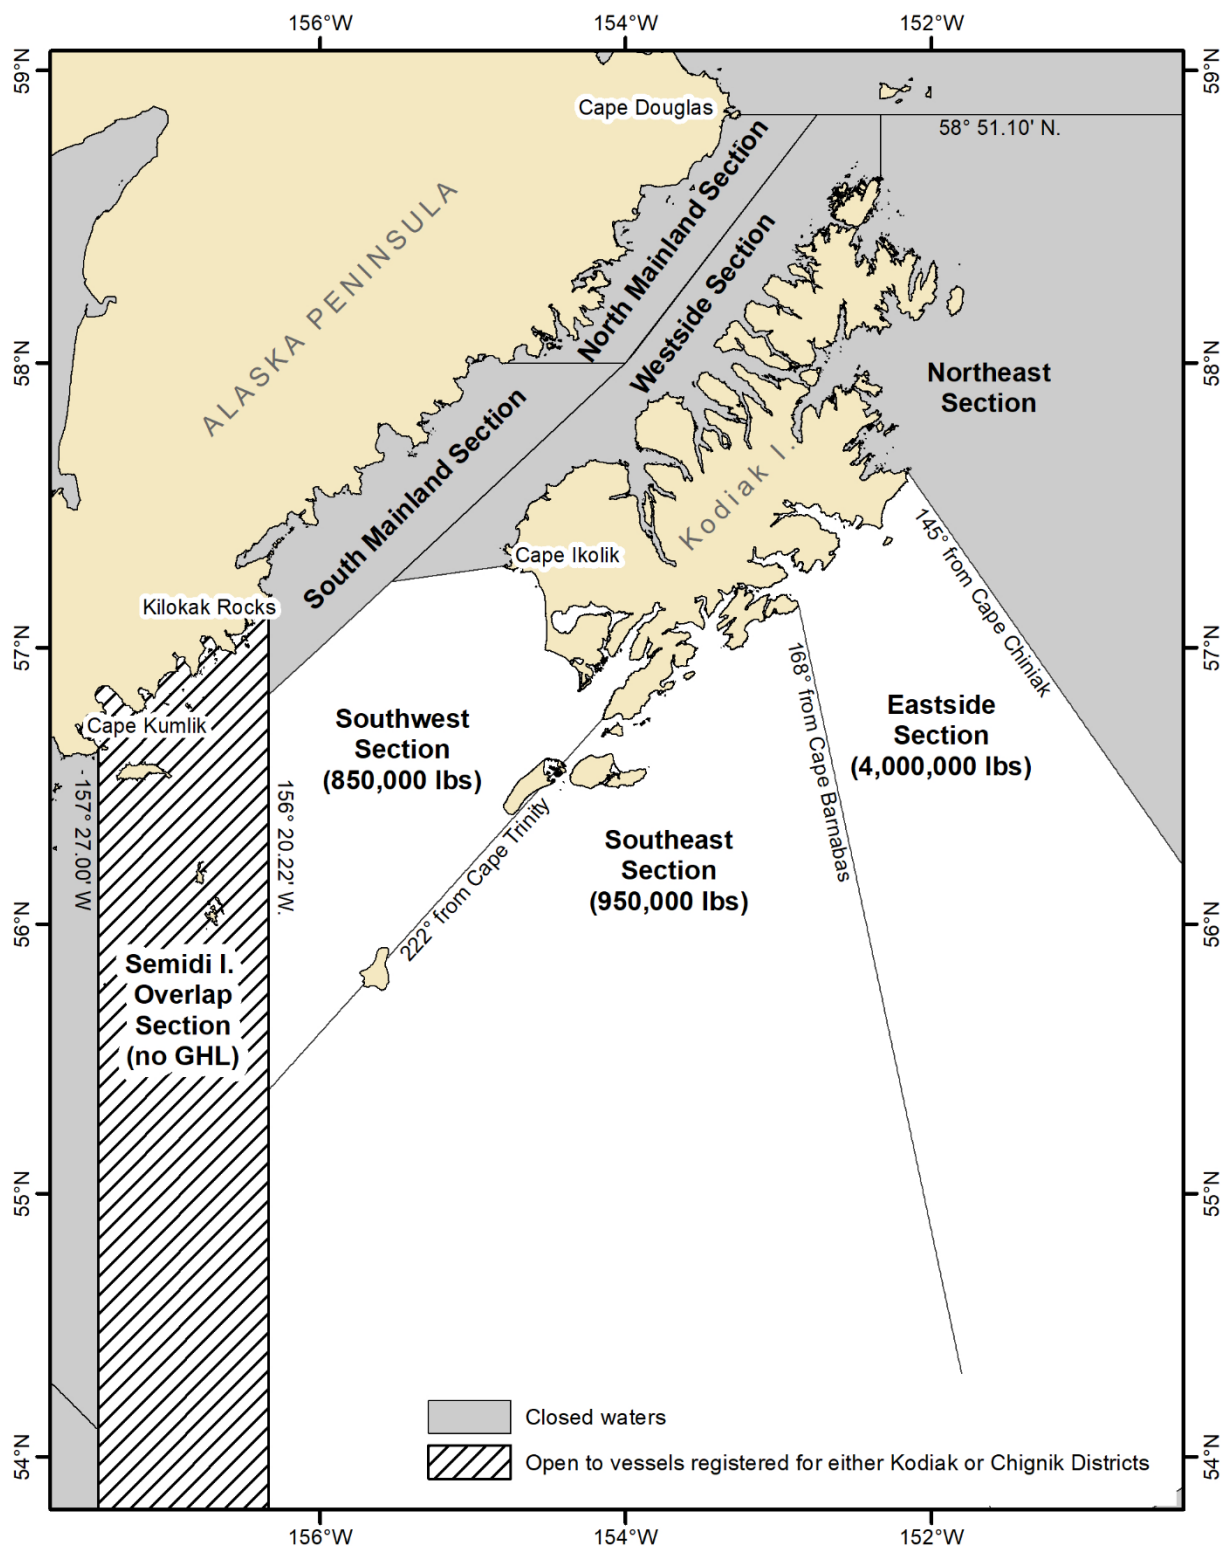 156°W
154°W
152°W
59°N
59°N
Cape Douglas
58° 51.10' N.
North Mainland Section
ALASKA PENINSULA
Westside Section
58°N
58°N
Northeast
Section
South Mainland Section
Kodiak I.
145° from Cape Chiniak
Cape Ikolik
Kilokak Rocks
57°N
57°N
168° from Cape Barnabas
Eastside
Section
(4,000,000 lbs)
Southwest
Section
(850,000 lbs)
Cape Kumlik
157° 27.00' W
156° 20.22' W.
222° from Cape Trinity
Southeast
Section
(950,000 lbs)
56°N
56°N
Semidi I.
Overlap
Section
(no GHL)
55°N
55°N
Closed waters
Open to vessels registered for either Kodiak or Chignik Districts
54°N
54°N
156°W
154°W
152°W